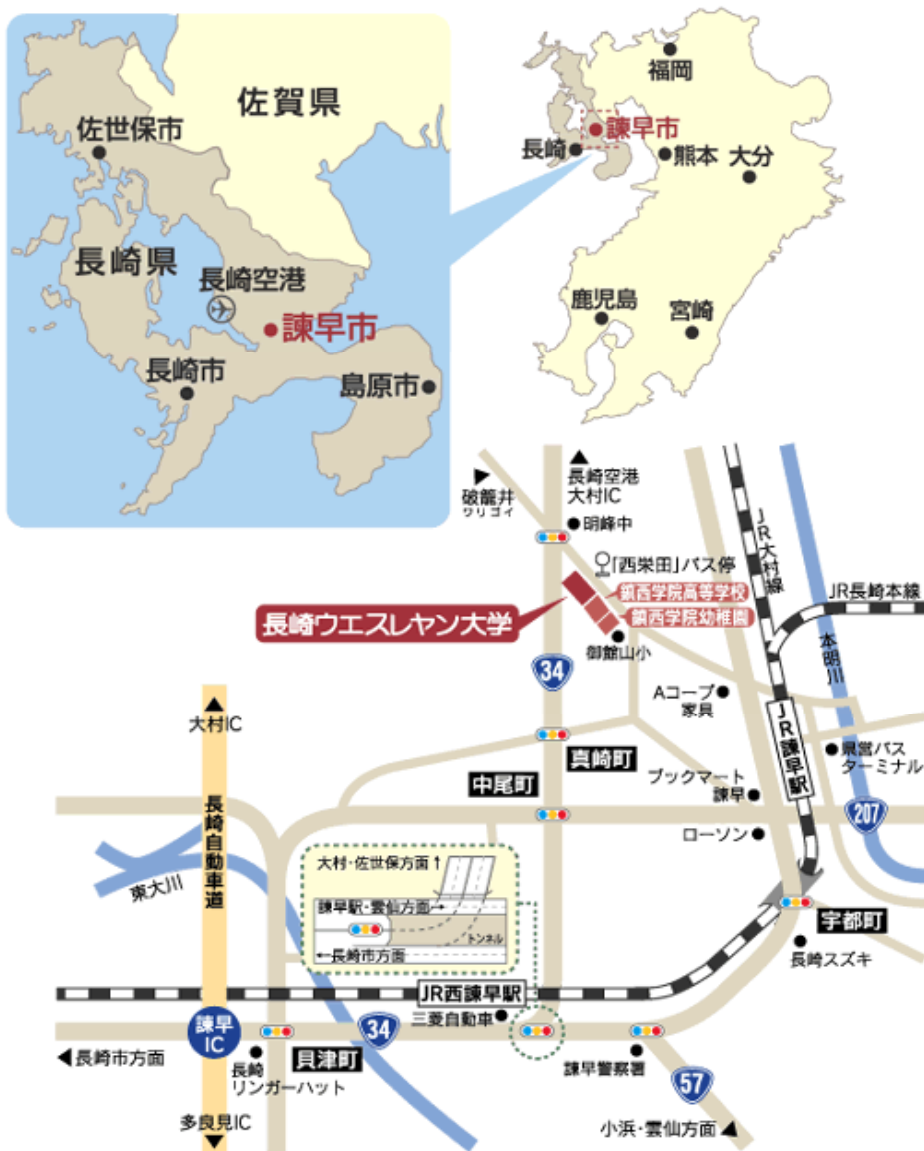 佐賀県
佐世保市
長崎県
長崎空港
諫早市
長崎市
島原市
福岡
諫早市
長崎
熊本
大分
鹿児島
宮崎
破籠井
ワリゴイ
長崎空港
大村IC
明峰中
「西栄田」バス停
鎮西学院高等学校
鎮西学院幼稚園
長崎ウエスレヤン大学
御館山小
JR大村線
JR長崎本線
本明川
34
Aコープ
家具
JR諫早駅
県営バス
ターミナル
大村IC
真崎町
中尾町
ブックマート
諫早
207
ローソン
長崎自動車道
東大川
大村・佐世保方面↑
諫早駅・雲仙方面→
トンネル
←長崎市方面
宇都町
長崎スズキ
JR西諫早駅
三菱自動車
諫早
IC
34
長崎市方面
貝津町
長崎
リンガーハット
諫早警察署
57
多良見IC
小浜・雲仙方面